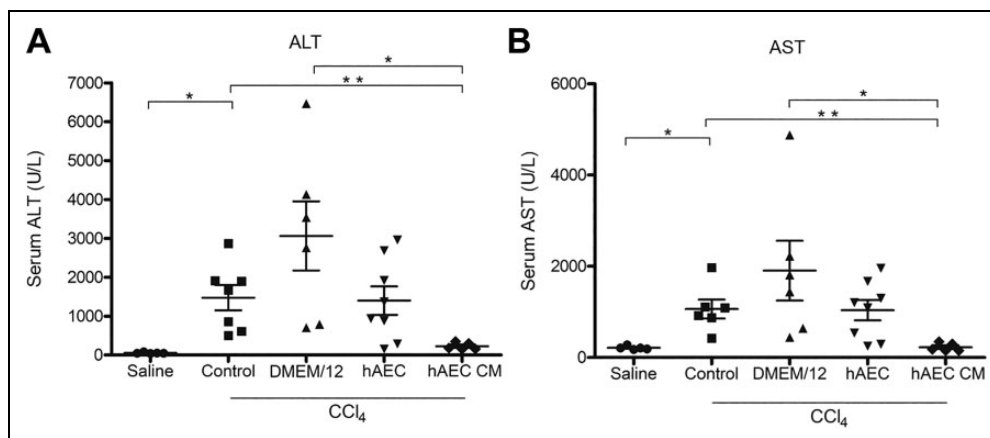 A
ALT
*
* *
*
7000
6000
5000
4000
3000
2000
1000
0
Serum ALT (U/L)
Saline Control DMEM/12 hAEC hAEC CM
CCl₄
B
AST
*
* *
*
6000
4000
2000
0
Serum AST (U/L)
Saline Control DMEM/12 hAEC hAEC CM
CCl₄